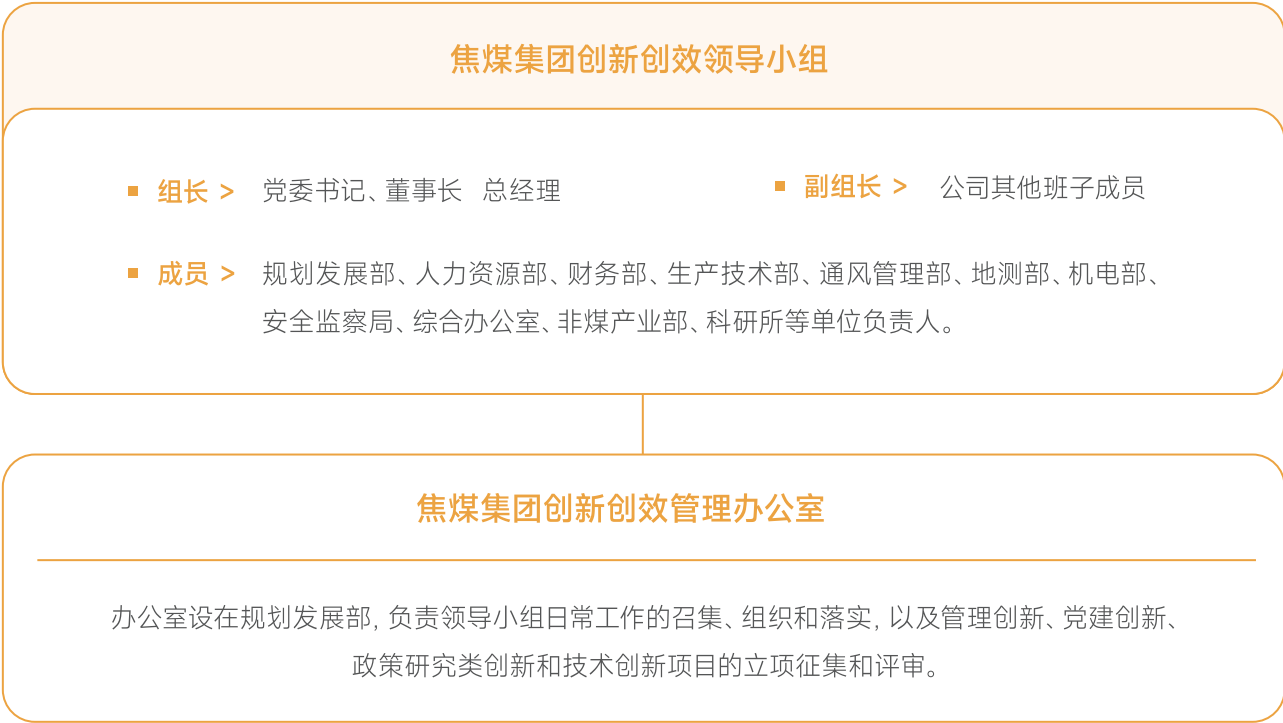 焦煤集团创新创效领导小组
组长 > 党委书记、董事长 总经理
副组长 > 公司其他班子成员
成员 > 规划发展部、人力资源部、财务部、生产技术部、通风管理部、地测部、机电部、
安全监察局、综合办公室、非煤产业部、科研所等单位负责人。
焦煤集团创新创效管理办公室
办公室设在规划发展部, 负责领导小组日常工作的召集、组织和落实, 以及管理创新、党建创新、
政策研究类创新和技术创新项目的立项征集和评审。